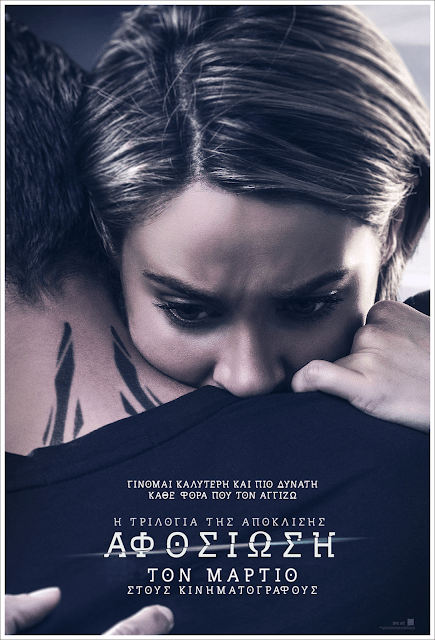 ΓΙΝΟΜΑΙ ΚΑΛΥΤΕΡΗ ΚΑΙ ΠΙΟ ΔΥΝΑΤΗ
ΚΑΘΕ ΦΟΡΑ ΠΟΥ ΤΟΝ ΑΓΓΙΖΩ
Η ΤΡΙΛΟΓΙΑ ΤΗΣ ΑΠΟΚΛΙΣΗΣ
ΑΦΟΣΙΩΣΗ
ΤΟΝ ΜΑΡΤΙΟ
ΣΤΟΥΣ ΚΙΝΗΜΑΤΟΓΡΑΦΟΥΣ